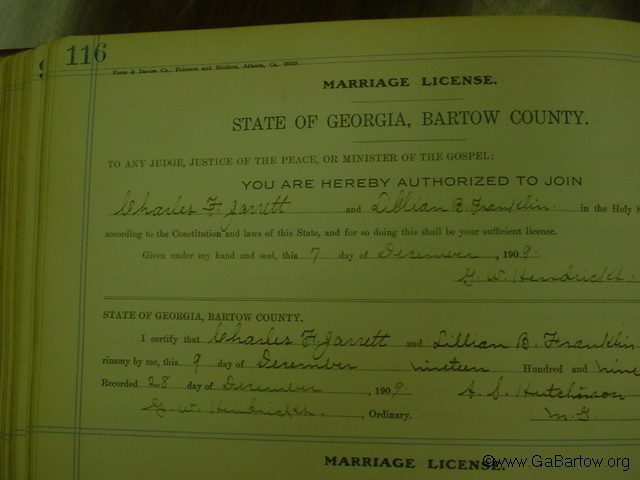 116
Foote & Davies Co., Printers and Binders, Atlanta, Ga.
MARRIAGE LICENSE.
STATE OF GEORGIA, BARTOW COUNTY.
TO ANY JUDGE, JUSTICE OF THE PEACE, OR MINISTER OF THE GOSPEL:
YOU ARE HEREBY AUTHORIZED TO JOIN
Charles F. Jarrett and Lillian B. Franklin in the Holy S
according to the Constitution and laws of this State, and for so doing this shall be your sufficient license.
Given under my hand and seal, this 7 day of December, 1909.
G. W. Hendricks.
STATE OF GEORGIA, BARTOW COUNTY.
I certify that Charles F. Jarrett and Lillian B. Franklin
rimony by me, this 9 day of December nineteen Hundred and nine
Recorded 28 day of December, 1909. A. S. Hutchinson
G. W. Hendricks., Ordinary. M. G.
MARRIAGE LICENSE.
©www.GaBartow.org